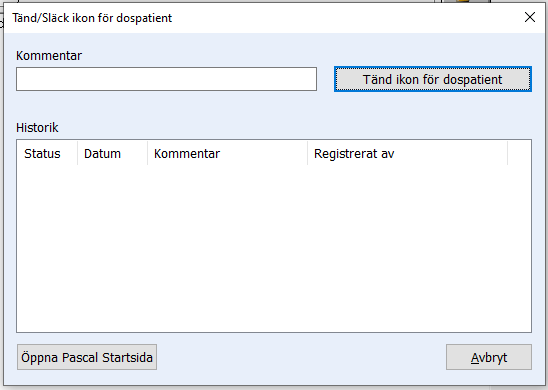 Tänd/Släck ikon för dospatient
Kommentar
Tänd ikon för dospatient
Historik
Status Datum Kommentar Registrerat av
Öppna Pascal Startsida Avbryt